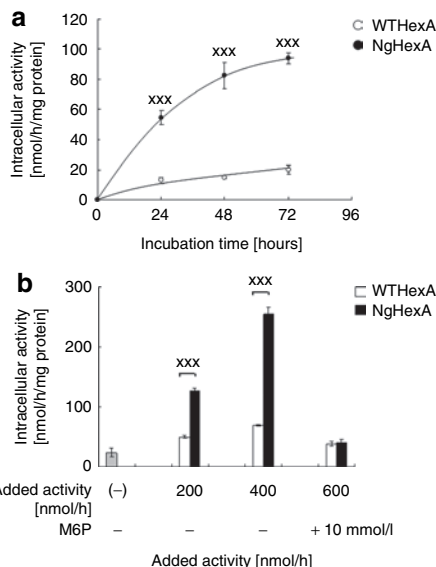 a
WTHexA
NgHexA
Intracellular activity
[nmol/h/mg protein]
120
100
80
60
40
20
0
xxx
xxx
xxx
0
24
48
72
96
Incubation time [hours]
b
WTHexA
NgHexA
Intracellular activity
[nmol/h/mg protein]
300
200
100
0
xxx
xxx
Added activity (–) 200 400 600
[nmol/h]
M6P – – – + 10 mmol/l
Added activity [nmol/h]